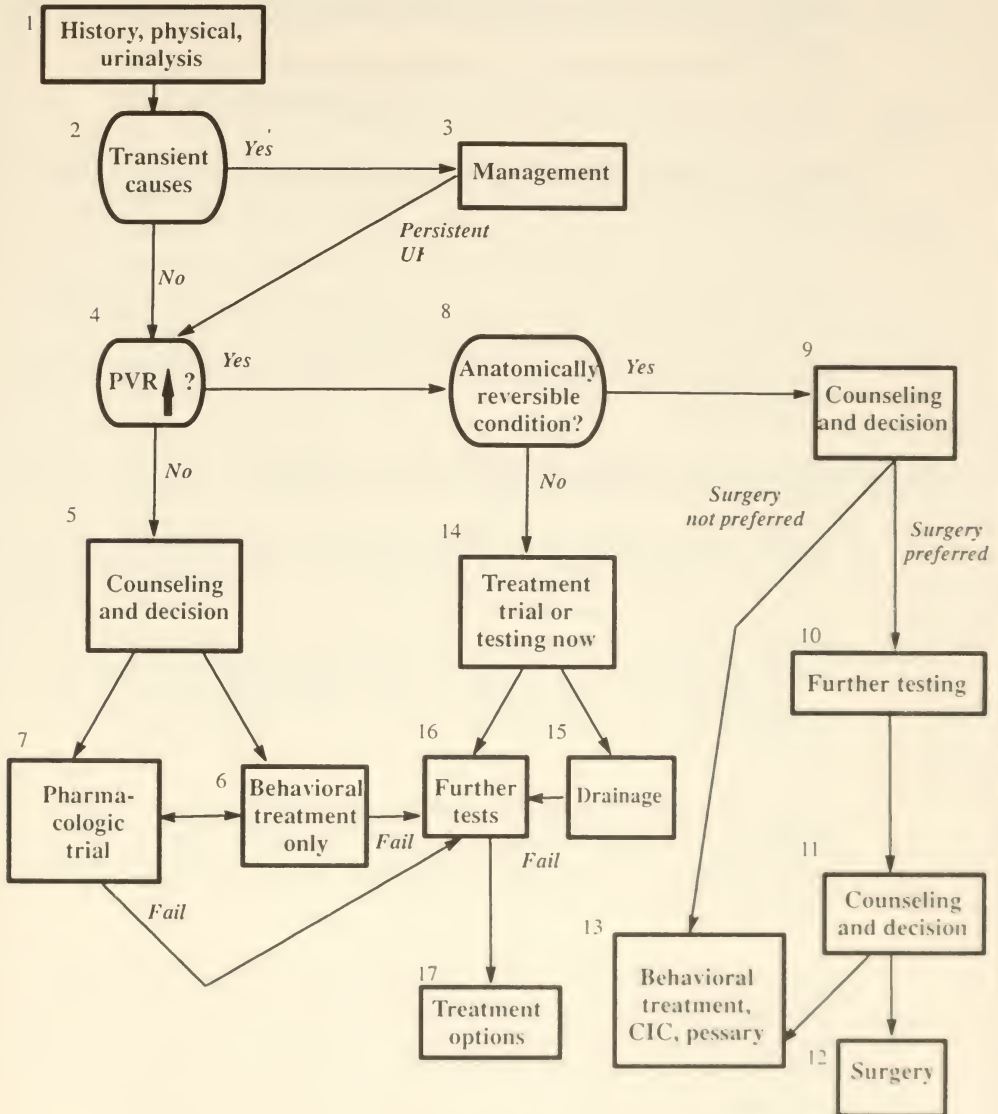 1
History, physical,
urinalysis
2
Transient
causes
Yes
3
Management
Persistent
UI
No
4
PVR ?
Yes
8
Anatomically
reversible
condition?
Yes
9
Counseling
and decision
No
5
Counseling
and decision
No
14
Treatment
trial or
testing now
Surgery
not preferred
Surgery
preferred
10
Further testing
7
Pharma-
cologic
trial
6
Behavioral
treatment
only
Fail
16
Further
tests
15
Drainage
Fail
Fail
11
Counseling
and decision
13
Behavioral
treatment,
CIC, pessary
17
Treatment
options
12
Surgery